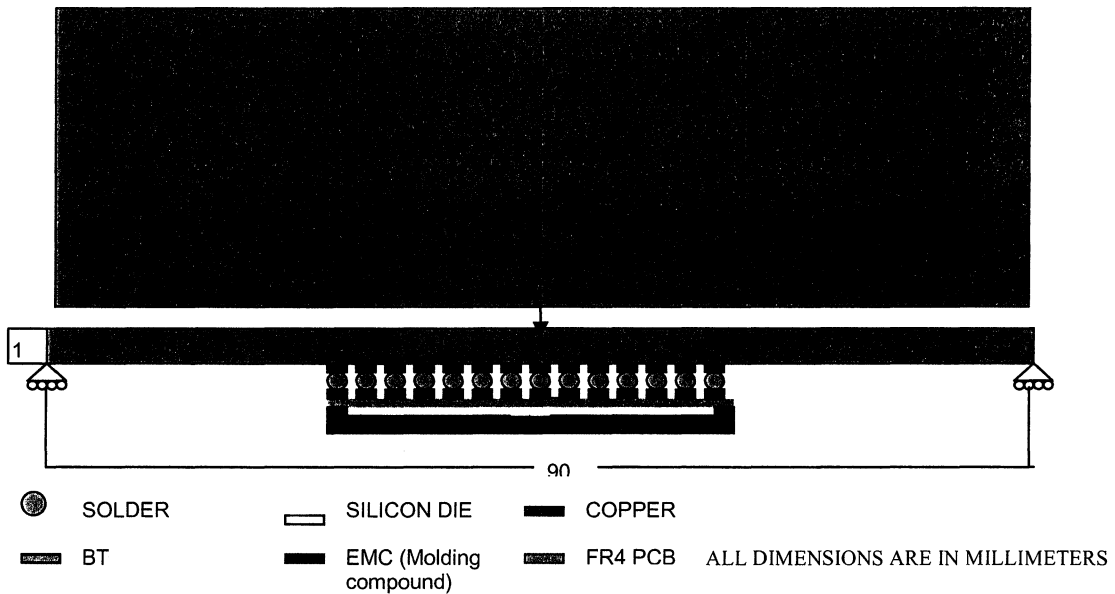 1
90
SOLDER
SILICON DIE
COPPER
BT
EMC (Molding
compound)
FR4 PCB
ALL DIMENSIONS ARE IN MILLIMETERS